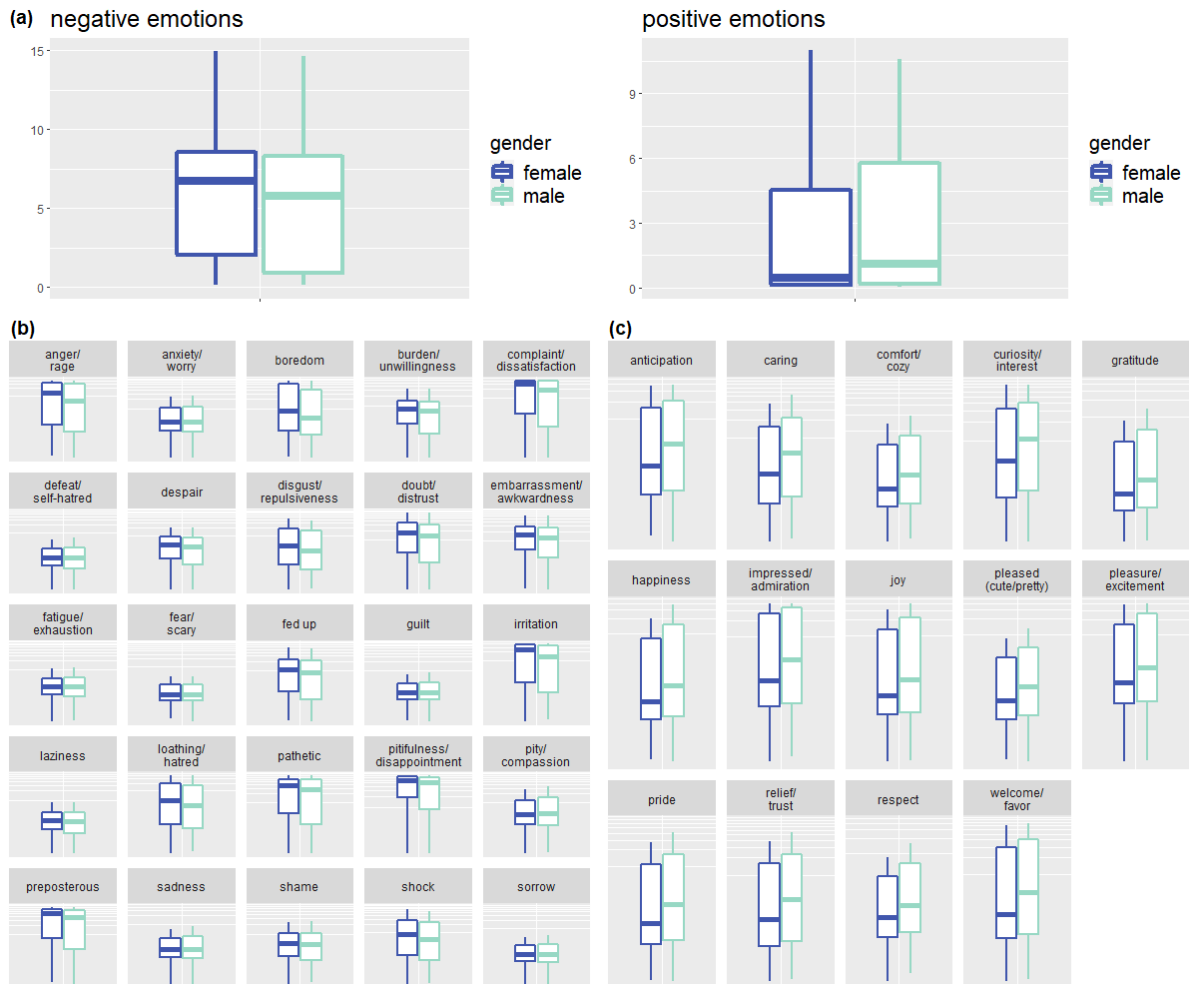 (a) negative emotions
15
10
5
0
gender
female
male
positive emotions
9
6
3
0
gender
female
male
(b)
anger/
rage
anxiety/
worry
boredom
burden/
unwillingness
complaint/
dissatisfaction
defeat/
self-hatred
despair
disgust/
repulsiveness
doubt/
distrust
embarrassment/
awkwardness
fatigue/
exhaustion
fear/
scary
fed up
guilt
irritation
laziness
loathing/
hatred
pathetic
pitifulness/
disappointment
pity/
compassion
preposterous
sadness
shame
shock
sorrow
(c)
anticipation
caring
comfort/
cozy
curiosity/
interest
gratitude
happiness
impressed/
admiration
joy
pleased
(cute/pretty)
pleasure/
excitement
pride
relief/
trust
respect
welcome/
favor